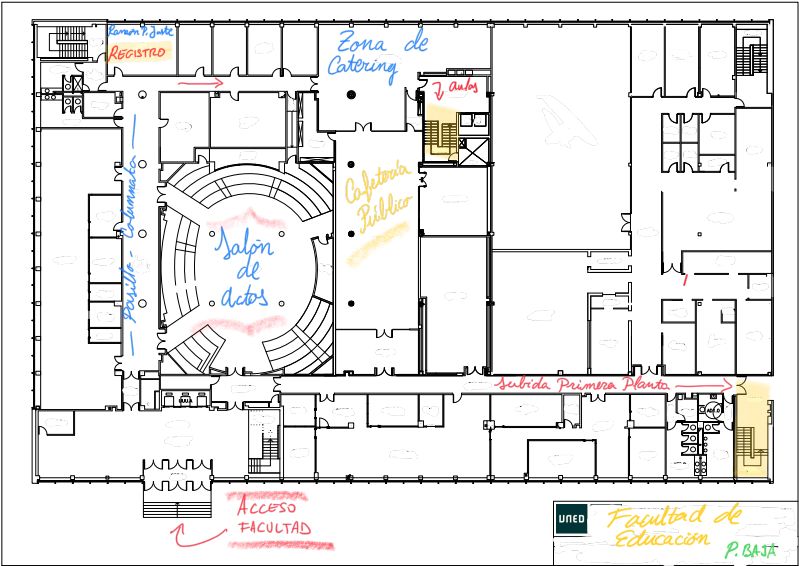 Ramón P. Juste
REGISTRO
Zona de
Catering
aulas
Pasillo - Columnata
Cafetería
Público
Salón
de
actos
Subida Primera Planta
ACCESO
FACULTAD
UNED
Facultad de
Educación
P. BAJA